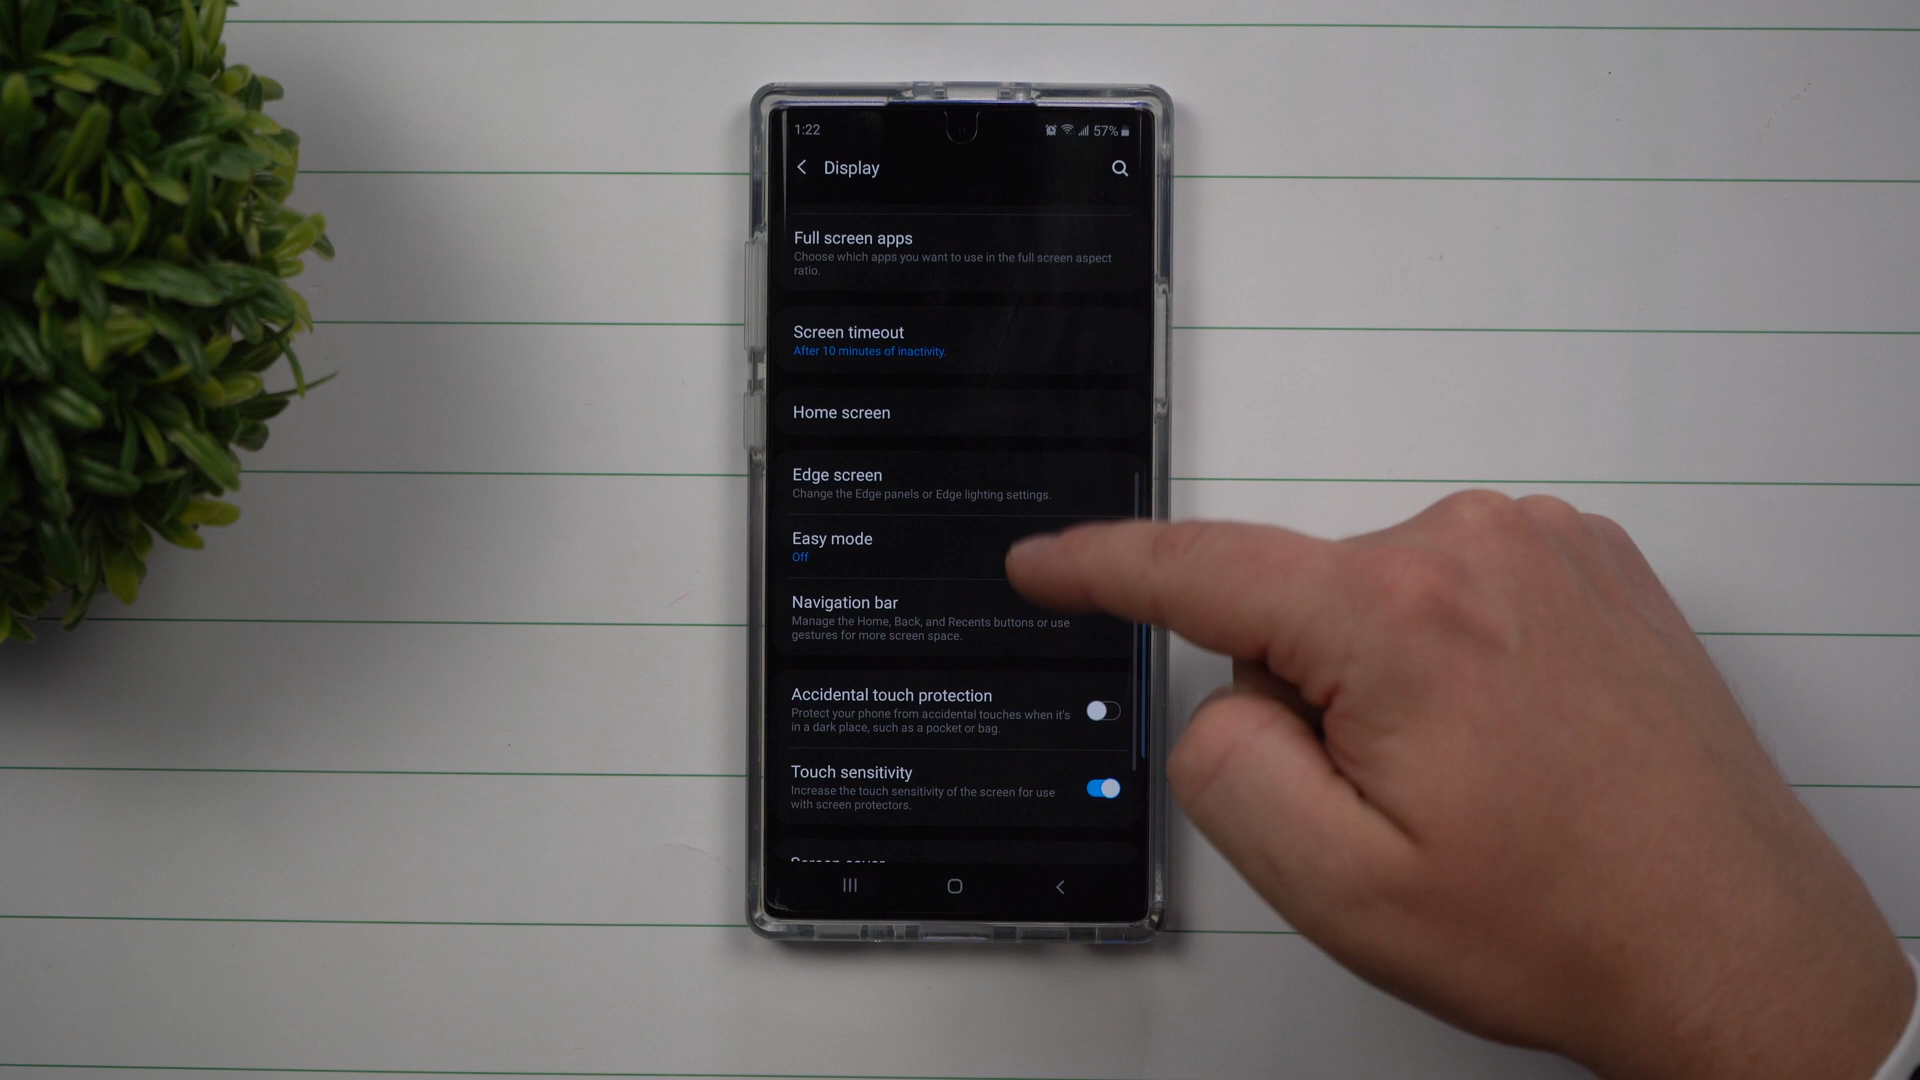 1:22
57%
Display
Full screen apps
Choose which apps you want to use in the full screen aspect
ratio.
Screen timeout
After 10 minutes of inactivity.
Home screen
Edge screen
Change the Edge panels or Edge lighting settings.
Easy mode
Off
Navigation bar
Manage the Home, Back, and Recents buttons or use
gestures for more screen space.
Accidental touch protection
Protect your phone from accidental touches when it's
in a dark place, such as a pocket or bag.
Touch sensitivity
Increase the touch sensitivity of the screen for use
with screen protectors.